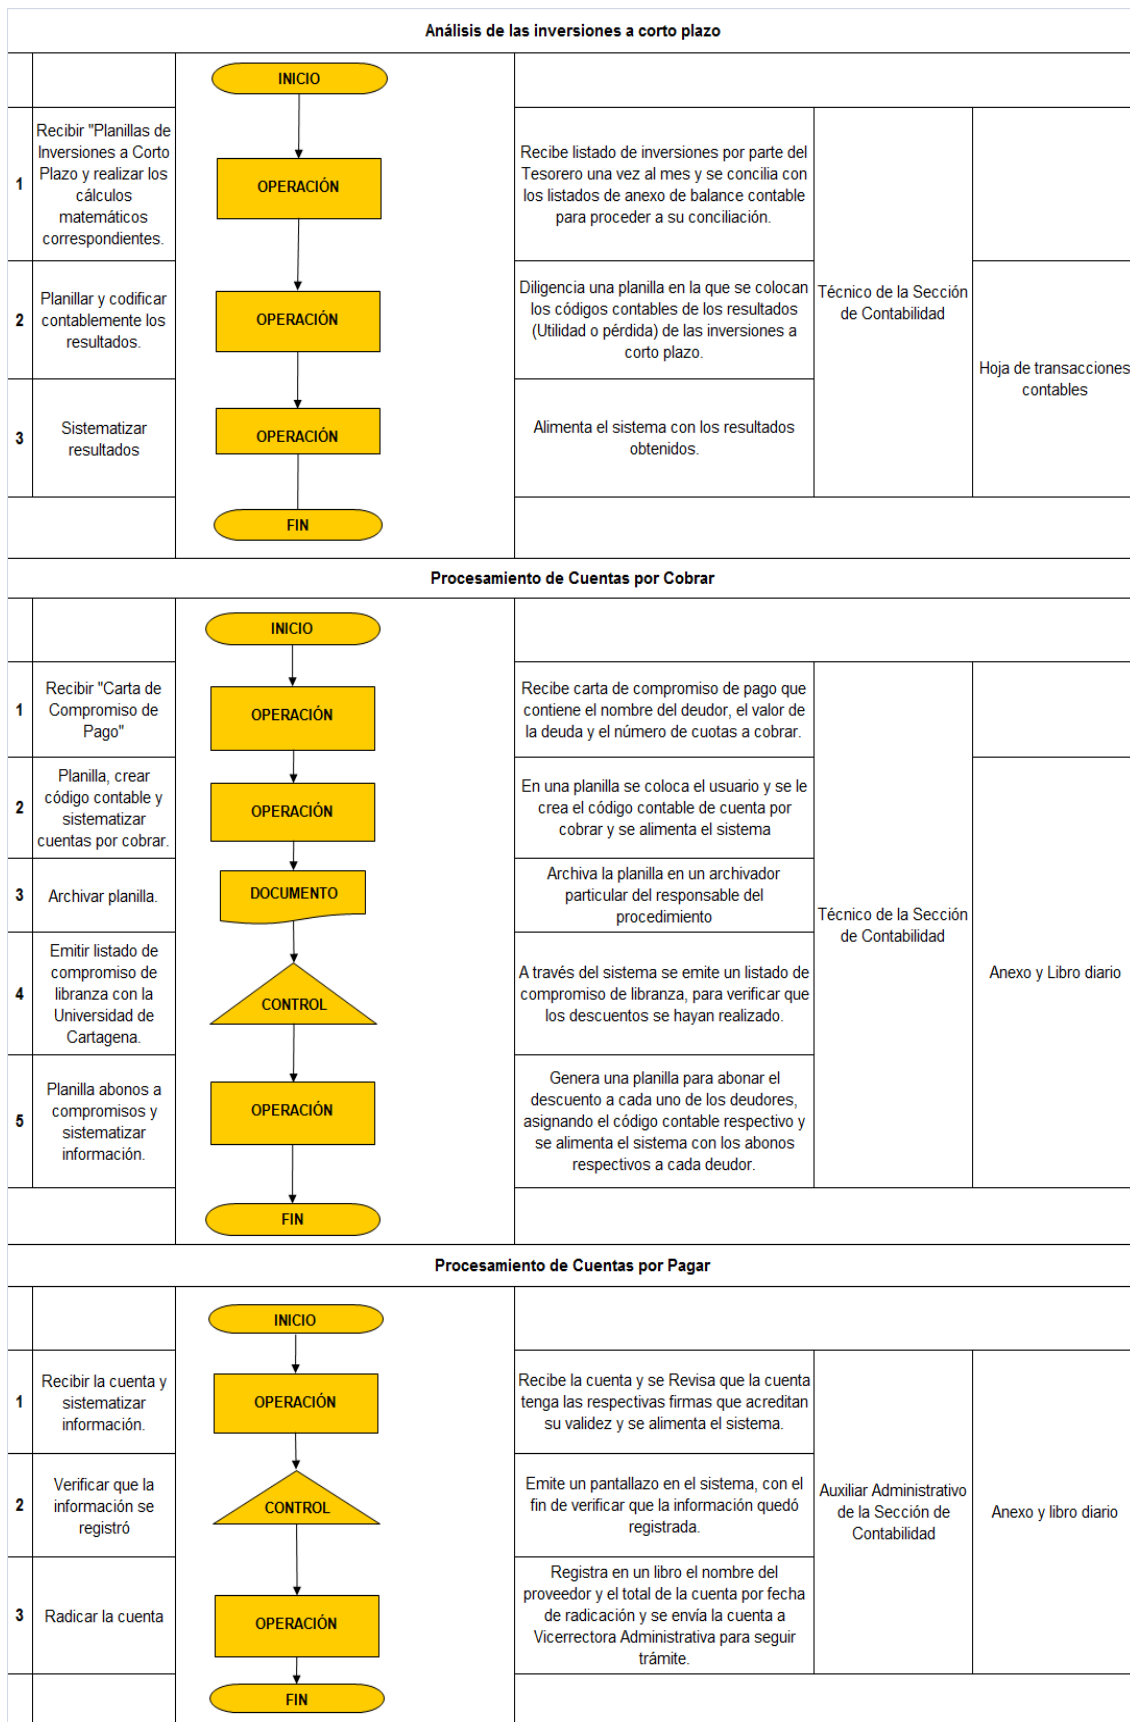 Análisis de las inversiones a corto plazo
INICIO
1
Recibir "Planillas de
Inversiones a Corto
Plazo y realizar los
cálculos
matemáticos
correspondientes.
OPERACIÓN
Recibe listado de inversiones por parte del
Tesorero una vez al mes y se concilia con
los listados de anexo de balance contable
para proceder a su conciliación.
2
Planillar y codificar
contablemente los
resultados.
OPERACIÓN
Diligencia una planilla en la que se colocan
los códigos contables de los resultados
(Utilidad o pérdida) de las inversiones a
corto plazo.
Técnico de la Sección
de Contabilidad
Hoja de transacciones
contables
3
Sistematizar
resultados
OPERACIÓN
Alimenta el sistema con los resultados
obtenidos.
FIN
Procesamiento de Cuentas por Cobrar
INICIO
1
Recibir "Carta de
Compromiso de
Pago"
OPERACIÓN
Recibe carta de compromiso de pago que
contiene el nombre del deudor, el valor de
la deuda y el número de cuotas a cobrar.
2
Planilla, crear
código contable y
sistematizar
cuentas por cobrar.
OPERACIÓN
En una planilla se coloca el usuario y se le
crea el código contable de cuenta por
cobrar y se alimenta el sistema
3
Archivar planilla.
DOCUMENTO
Archiva la planilla en un archivador
particular del responsable del
procedimiento
Técnico de la Sección
de Contabilidad
4
Emitir listado de
compromiso de
libranza con la
Universidad de
Cartagena.
CONTROL
A través del sistema se emite un listado de
compromiso de libranza, para verificar que
los descuentos se hayan realizado.
Anexo y Libro diario
5
Planilla abonos a
compromisos y
sistematizar
información.
OPERACIÓN
Genera una planilla para abonar el
descuento a cada uno de los deudores,
asignando el código contable respectivo y
se alimenta el sistema con los abonos
respectivos a cada deudor.
FIN
Procesamiento de Cuentas por Pagar
INICIO
1
Recibir la cuenta y
sistematizar
información.
OPERACIÓN
Recibe la cuenta y se Revisa que la cuenta
tenga las respectivas firmas que acreditan
su validez y se alimenta el sistema.
2
Verificar que la
información se
registró
CONTROL
Emite un pantallazo en el sistema, con el
fin de verificar que la información quedó
registrada.
Auxiliar Administrativo
de la Sección de
Contabilidad
Anexo y libro diario
3
Radicar la cuenta
OPERACIÓN
Registra en un libro el nombre del
proveedor y el total de la cuenta por fecha
de radicación y se envía la cuenta a
Vicerrectora Administrativa para seguir
trámite.
FIN